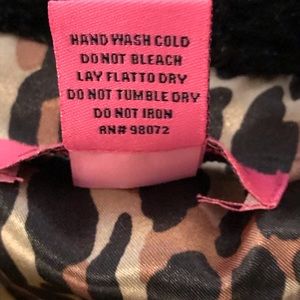 HAND WASH COLD
DO NOT BLEACH
LAY FLAT TO DRY
DO NOT TUMBLE DRY
DO NOT IRON
RN# 98072